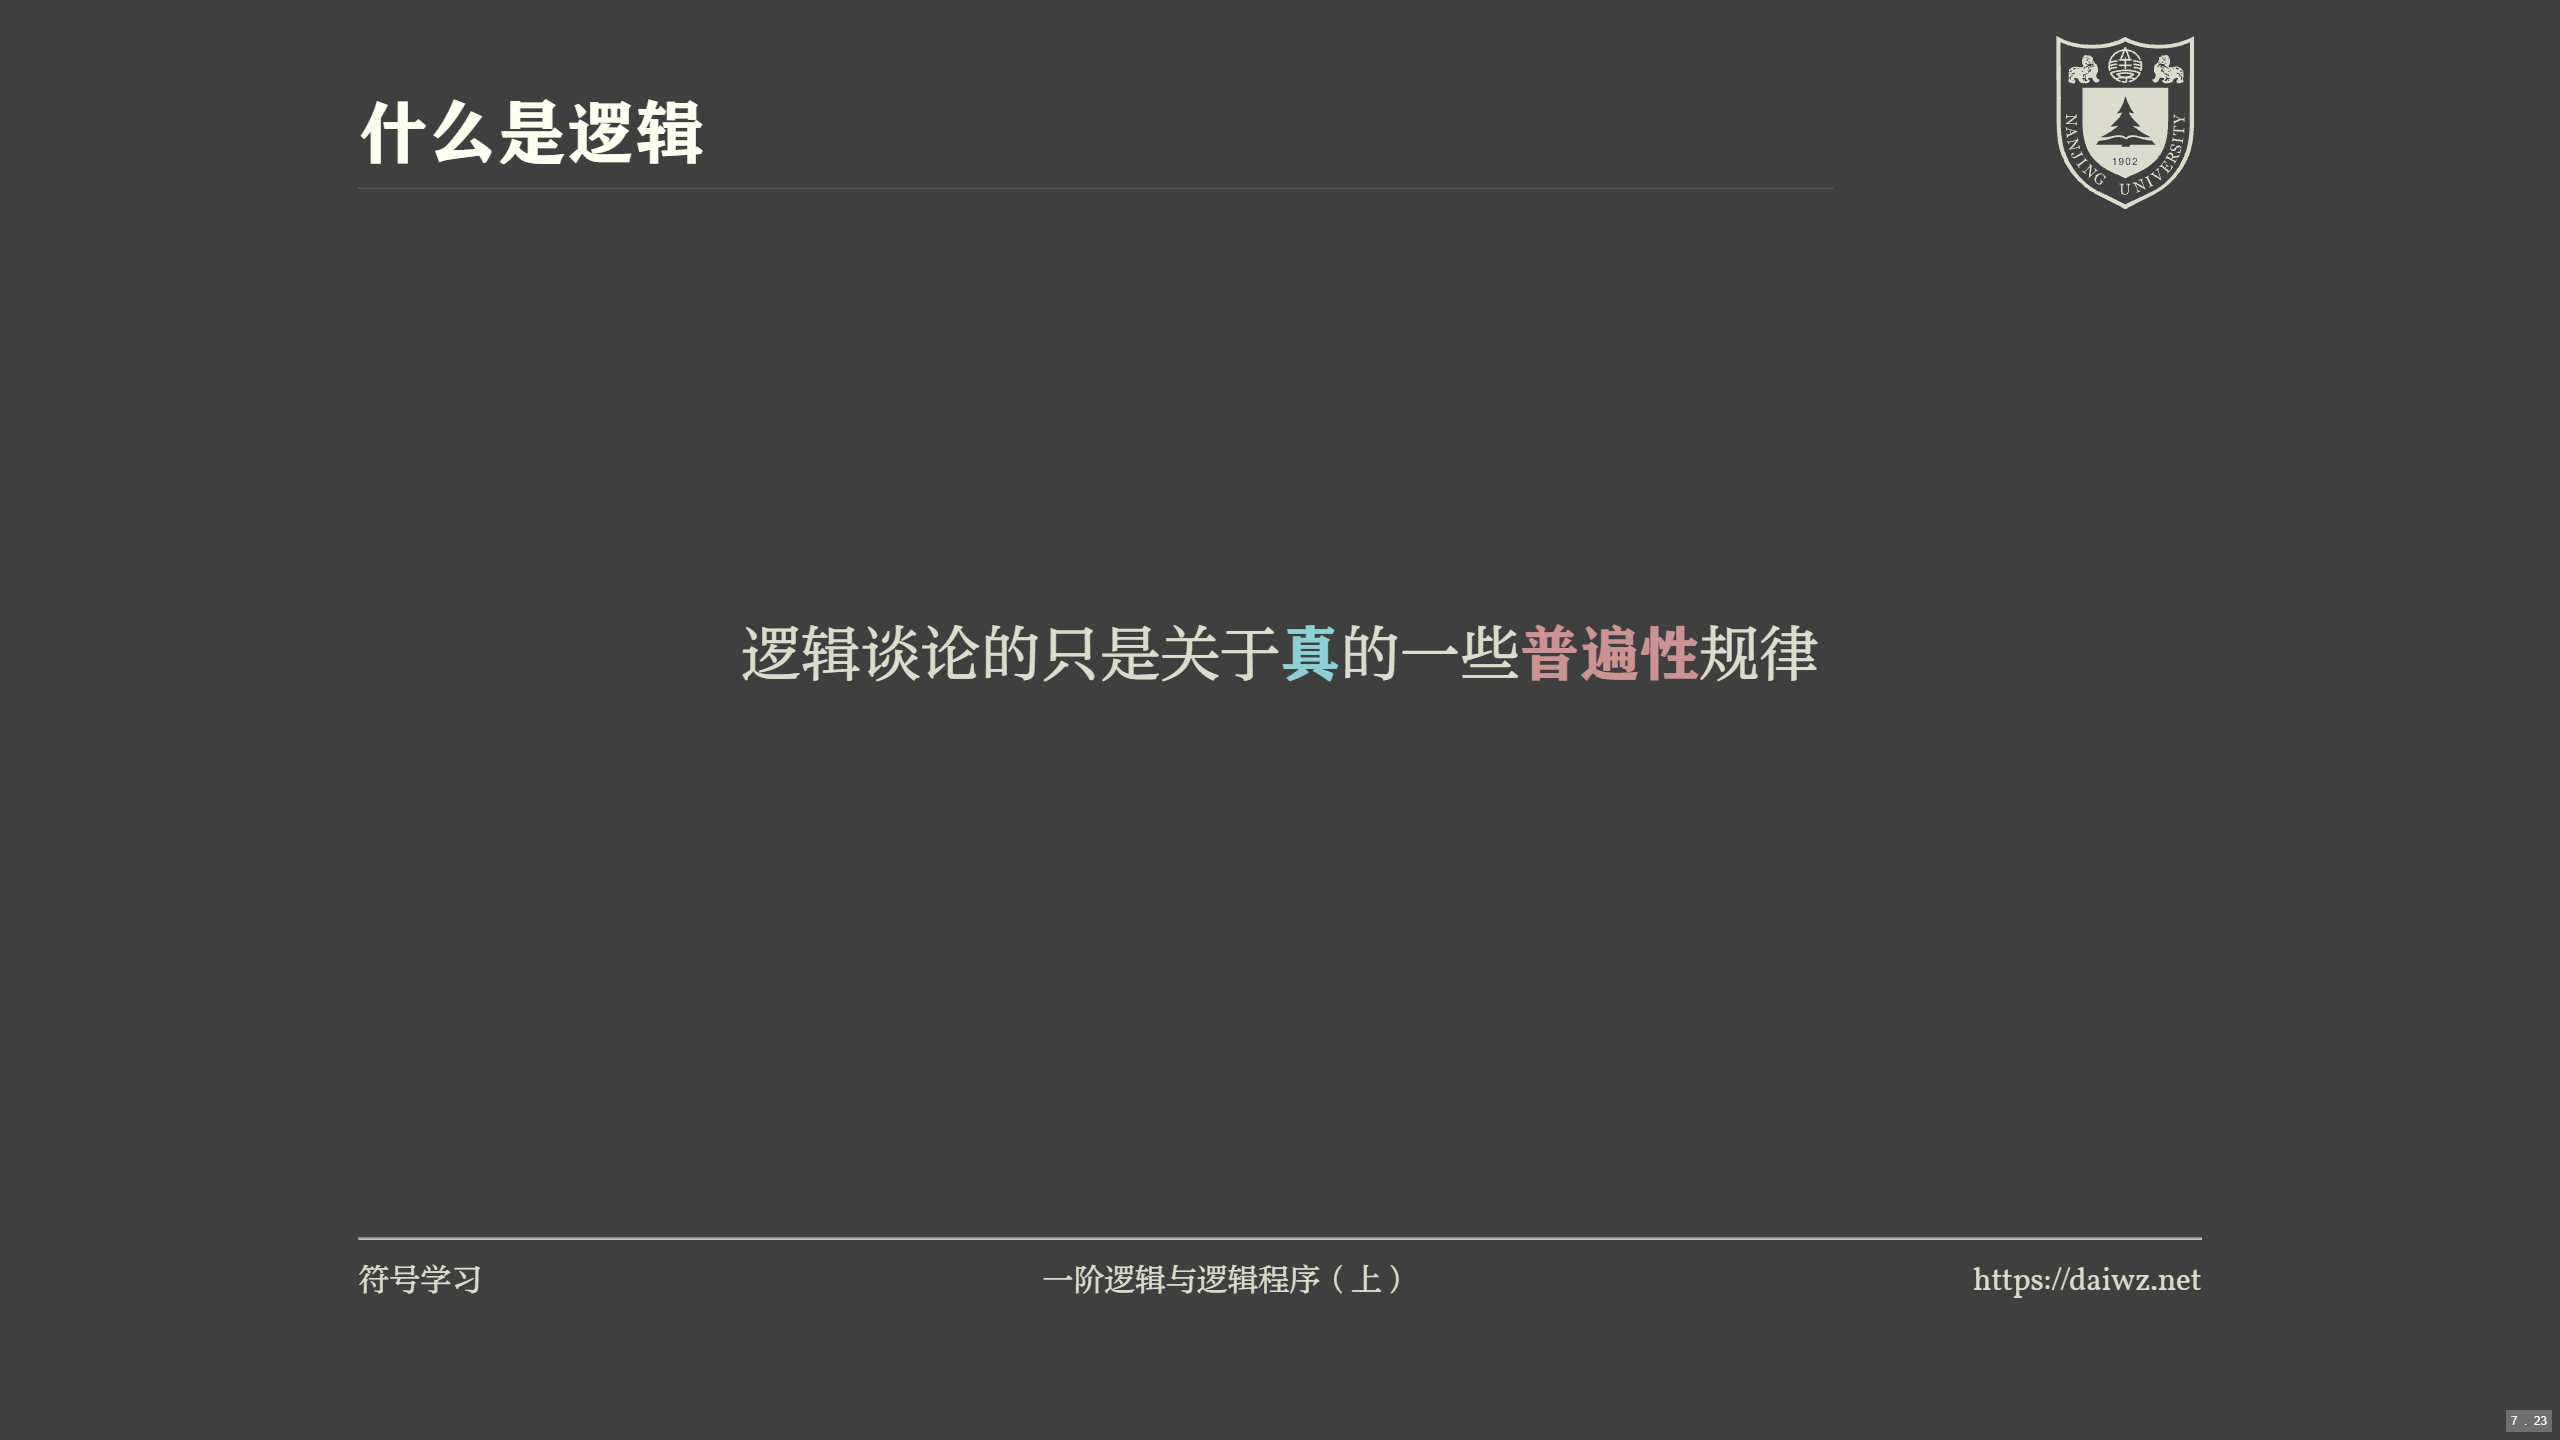 什么是逻辑
NANJING UNIVERSITY
1902
逻辑谈论的只是关于真的一些普遍性规律
符号学习
一阶逻辑与逻辑程序（上）
https://daiwz.net
7 . 23